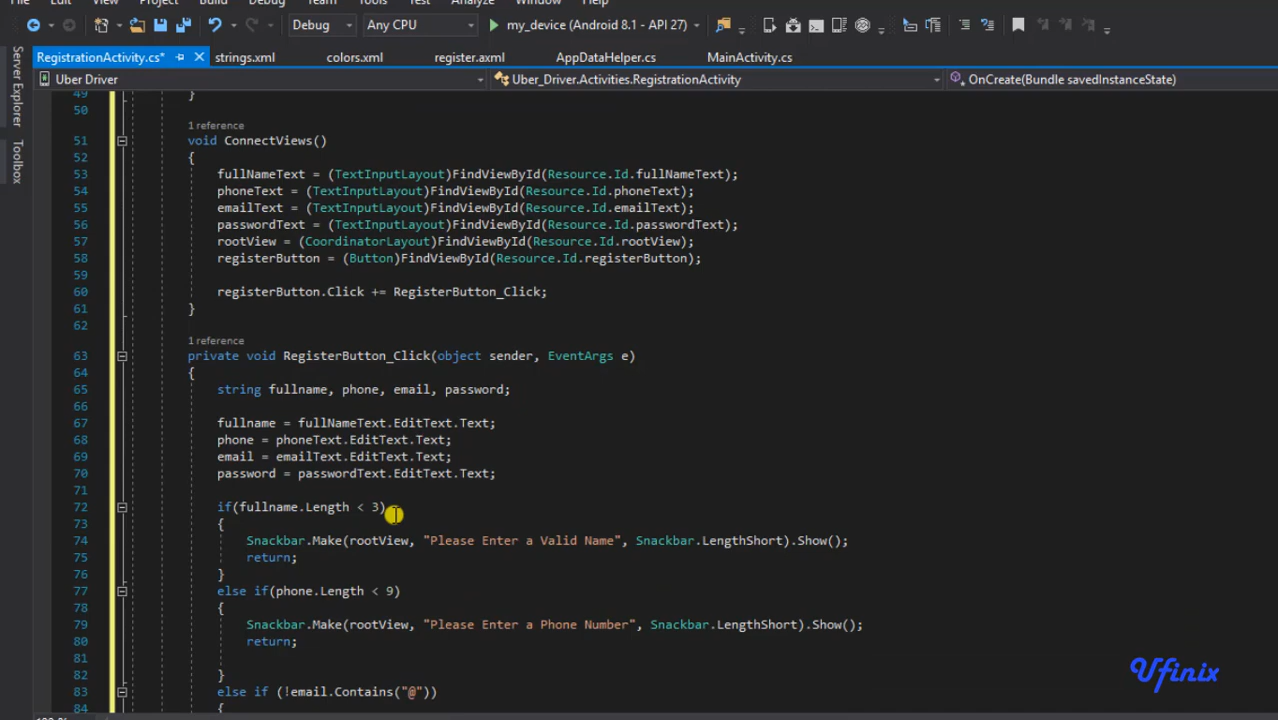 File Edit View Project Build Debug Team Tools Test Analyze Window Help
Debug Any CPU my_device (Android 8.1 - API 27)
RegistrationActivity.cs* strings.xml colors.xml register.axml AppDataHelper.cs MainActivity.cs
Uber Driver Uber_Driver.Activities.RegistrationActivity OnCreate(Bundle savedInstanceState)
Server Explorer
Toolbox
49 }
50
1 reference
51 void ConnectViews()
52 {
53 fullNameText = (TextInputLayout)FindViewById(Resource.Id.fullNameText);
54 phoneText = (TextInputLayout)FindViewById(Resource.Id.phoneText);
55 emailText = (TextInputLayout)FindViewById(Resource.Id.emailText);
56 passwordText = (TextInputLayout)FindViewById(Resource.Id.passwordText);
57 rootView = (CoordinatorLayout)FindViewById(Resource.Id.rootView);
58 registerButton = (Button)FindViewById(Resource.Id.registerButton);
59
60 registerButton.Click += RegisterButton_Click;
61 }
62
1 reference
63 private void RegisterButton_Click(object sender, EventArgs e)
64 {
65 string fullname, phone, email, password;
66
67 fullname = fullNameText.EditText.Text;
68 phone = phoneText.EditText.Text;
69 email = emailText.EditText.Text;
70 password = passwordText.EditText.Text;
71
72 if(fullname.Length < 3)
73 {
74 Snackbar.Make(rootView, "Please Enter a Valid Name", Snackbar.LengthShort).Show();
75 return;
76 }
77 else if(phone.Length < 9)
78 {
79 Snackbar.Make(rootView, "Please Enter a Phone Number", Snackbar.LengthShort).Show();
80 return;
81
82 }
83 else if (!email.Contains("@"))
84 {
Ufinix